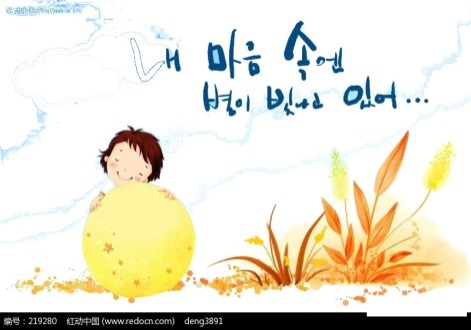 내 마음 속엔
별이 빛나고 있어...
编号：219280 红动中国 (www.redocn.com) deng3891